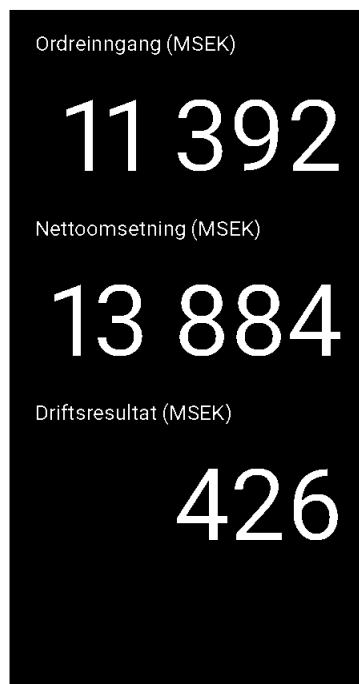 Ordreinngang (MSEK)
11 392
Nettoomsetning (MSEK)
13 884
Driftsresultat (MSEK)
426